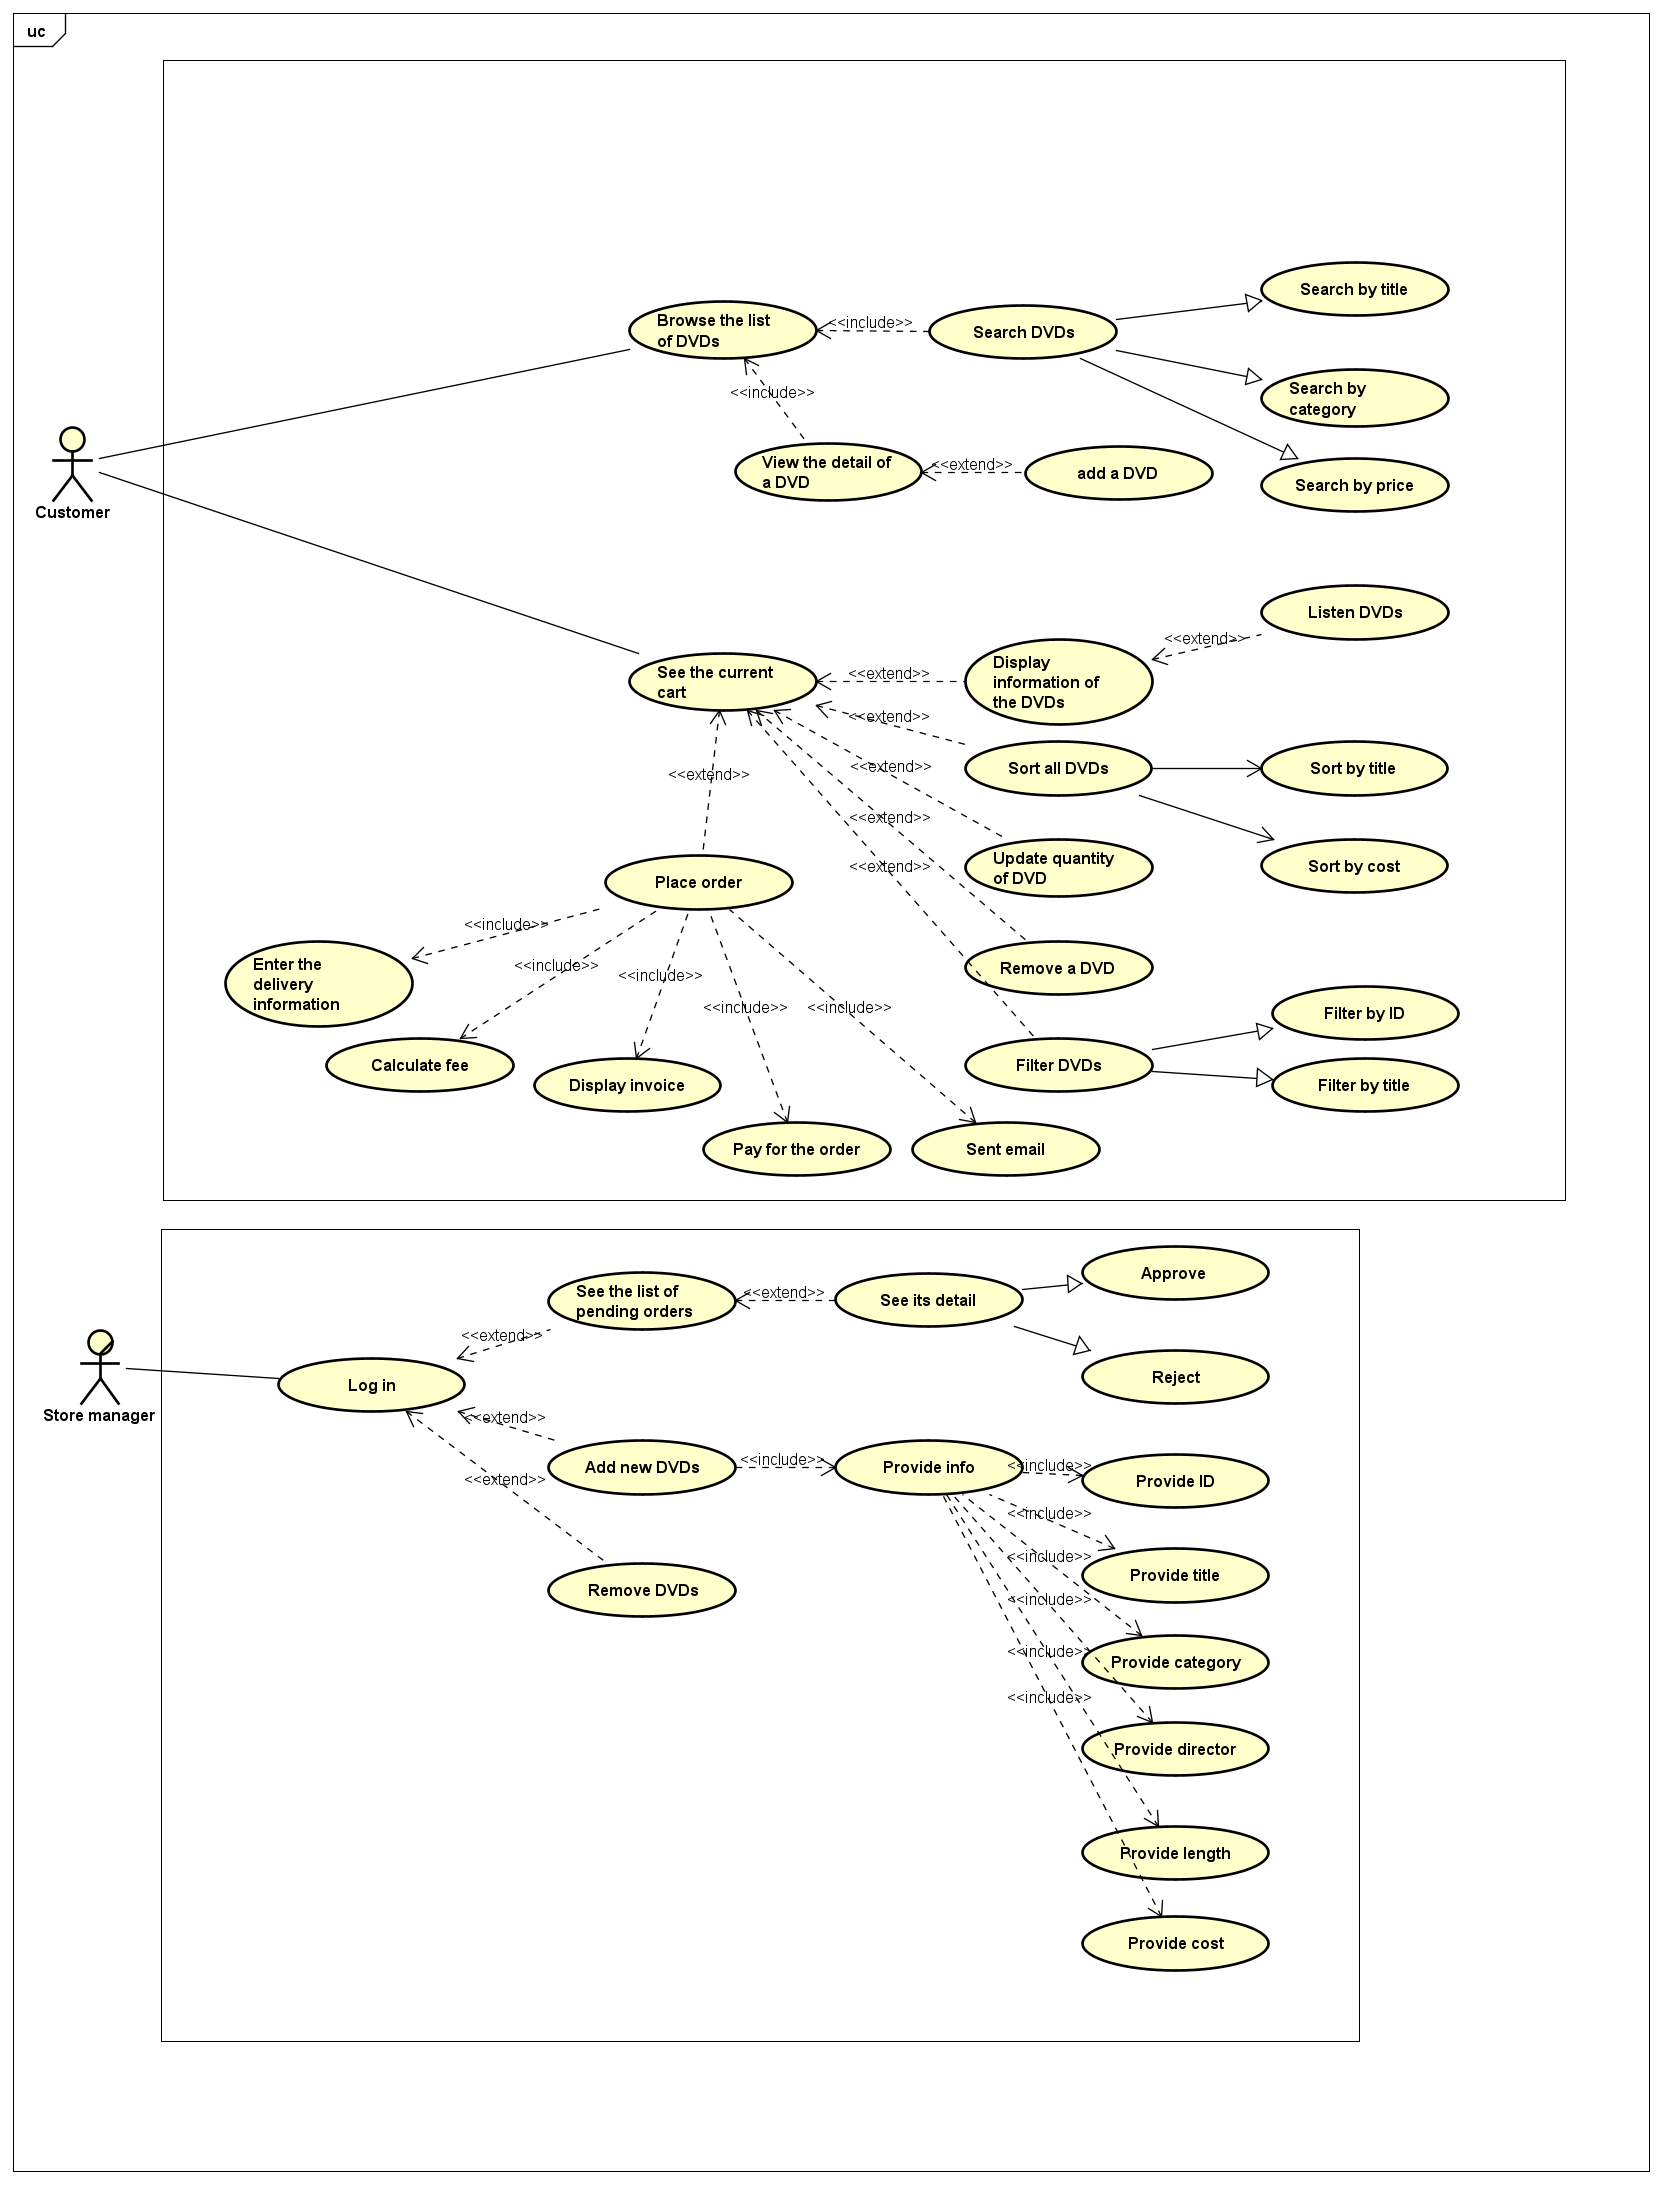 uc
Search by title
Browse the list
of DVDs
<<include>>
Search DVDs
Search by
category
<<include>>
View the detail of
a DVD
<<extend>>
add a DVD
Search by price
Customer
Listen DVDs
<<extend>>
See the current
cart
<<extend>>
Display
information of
the DVDs
<<extend>>
Sort all DVDs
Sort by title
<<extend>>
<<extend>>
<<extend>>
<<extend>>
Update quantity
of DVD
Sort by cost
Place order
<<include>>
Enter the
delivery
information
<<include>>
<<include>>
<<include>>
<<include>>
Remove a DVD
Filter by ID
Calculate fee
Display invoice
Filter DVDs
Filter by title
Pay for the order
Sent email
Approve
See the list of
pending orders
<<extend>>
See its detail
<<extend>>
Reject
Log in
Store manager
<<extend>>
Add new DVDs
<<include>>
Provide info
<<include>>
Provide ID
<<extend>>
<<include>>
<<include>>
Provide title
Remove DVDs
<<include>>
<<include>>
Provide category
<<include>>
Provide director
Provide length
Provide cost